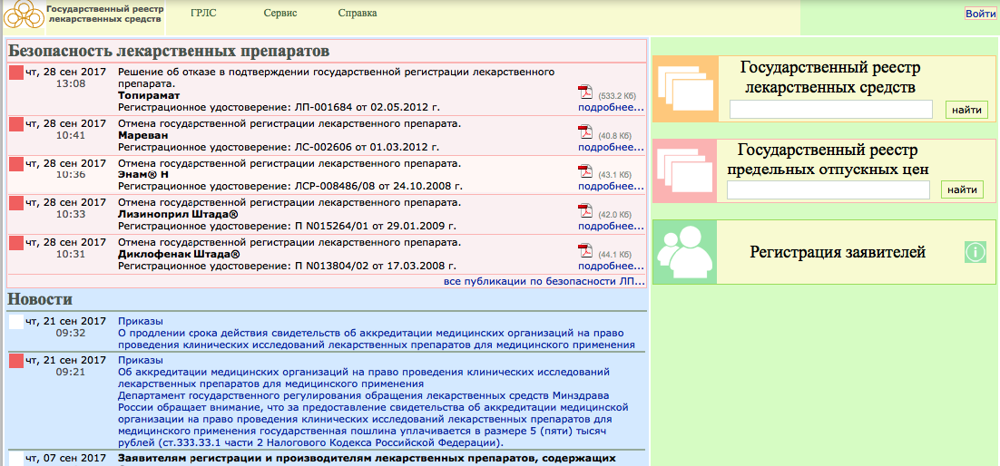 Государственный реестр
лекарственных средств
ГРЛС
Сервис
Справка
Войти
Безопасность лекарственных препаратов
чт, 28 сен 2017
13:08
Решение об отказе в подтверждении государственной регистрации лекарственного
препарата.
Топирамат
Регистрационное удостоверение: ЛП-001684 от 02.05.2012 г.
(533.2 Кб)
подробнее...
чт, 28 сен 2017
10:41
Отмена государственной регистрации лекарственного препарата.
Мареван
Регистрационное удостоверение: ЛС-002606 от 01.03.2012 г.
(40.8 Кб)
подробнее...
чт, 28 сен 2017
10:36
Отмена государственной регистрации лекарственного препарата.
Энам® Н
Регистрационное удостоверение: ЛСР-008486/08 от 24.10.2008 г.
(43.1 Кб)
подробнее...
чт, 28 сен 2017
10:33
Отмена государственной регистрации лекарственного препарата.
Лизиноприл Штада®
Регистрационное удостоверение: П N015264/01 от 29.01.2009 г.
(42.0 Кб)
подробнее...
чт, 28 сен 2017
10:31
Отмена государственной регистрации лекарственного препарата.
Диклофенак Штада®
Регистрационное удостоверение: П N013804/02 от 17.03.2008 г.
(44.1 Кб)
подробнее...
все публикации по безопасности ЛП...
Новости
чт, 21 сен 2017
09:32
Приказы
О продлении срока действия свидетельств об аккредитации медицинских организаций на право
проведения клинических исследований лекарственных препаратов для медицинского применения
чт, 21 сен 2017
09:21
Приказы
Об аккредитации медицинских организаций на право проведения клинических исследований
лекарственных препаратов для медицинского применения
Департамент государственного регулирования обращения лекарственных средств Минздрава
России обращает внимание, что за предоставление свидетельства об аккредитации медицинской
организации на право проведения клинических исследований лекарственных препаратов для
медицинского применения государственная пошлина уплачивается в размере 5 (пяти) тысяч
рублей (ст.333.33.1 части 2 Налогового Кодекса Российской Федерации).
чт, 07 сен 2017
Заявителям регистрации и производителям лекарственных препаратов, содержащих
Государственный реестр
лекарственных средств
найти
Государственный реестр
предельных отпускных цен
найти
Регистрация заявителей
i